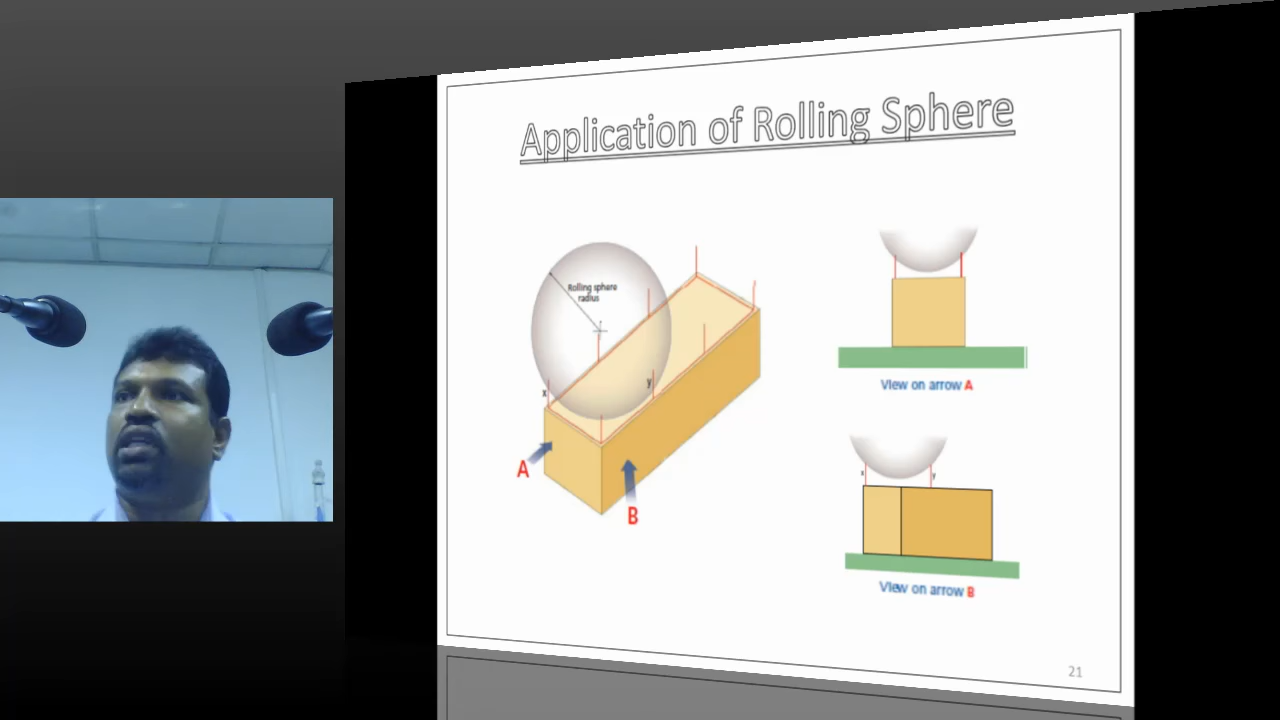 Application of Rolling Sphere
Rolling sphere
radius
x
y
A
B
View on arrow A
x
y
View on arrow B
21